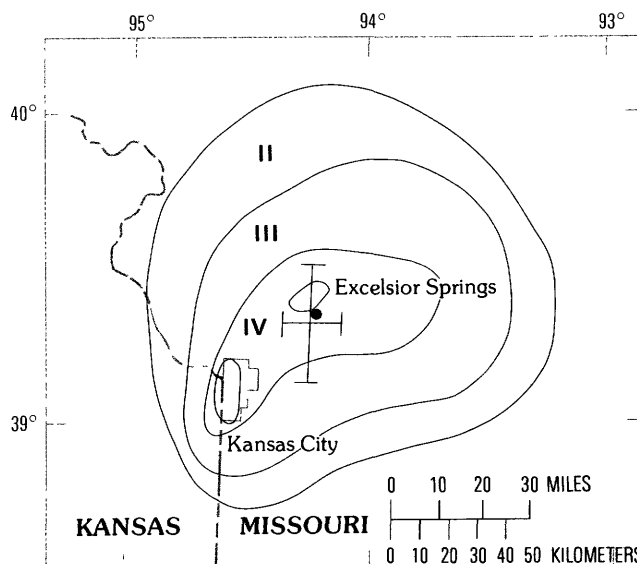 95° 94° 93°
40°
II
III
Excelsior Springs
IV
39°
Kansas City
0 10 20 30 MILES
KANSAS MISSOURI
0 10 20 30 40 50 KILOMETERS